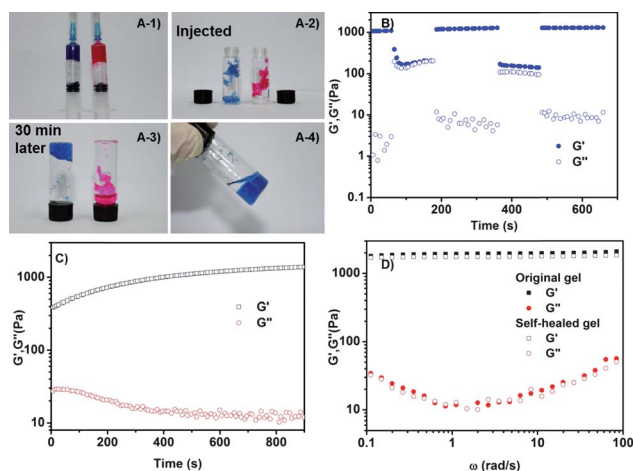 A-1)
A-2)
Injected
30 min
later
A-3)
A-4)
B)
G',G''(Pa)
1000
100
10
1
0.1
0
200
400
600
Time (s)
G'
G''
C)
G',G''(Pa)
1000
100
10
0
200
400
600
800
Time (s)
G'
G''
D)
G',G''(Pa)
1000
100
10
0.1
1
10
100
ω (rad/s)
Original gel
G'
G''
Self-healed gel
G'
G''